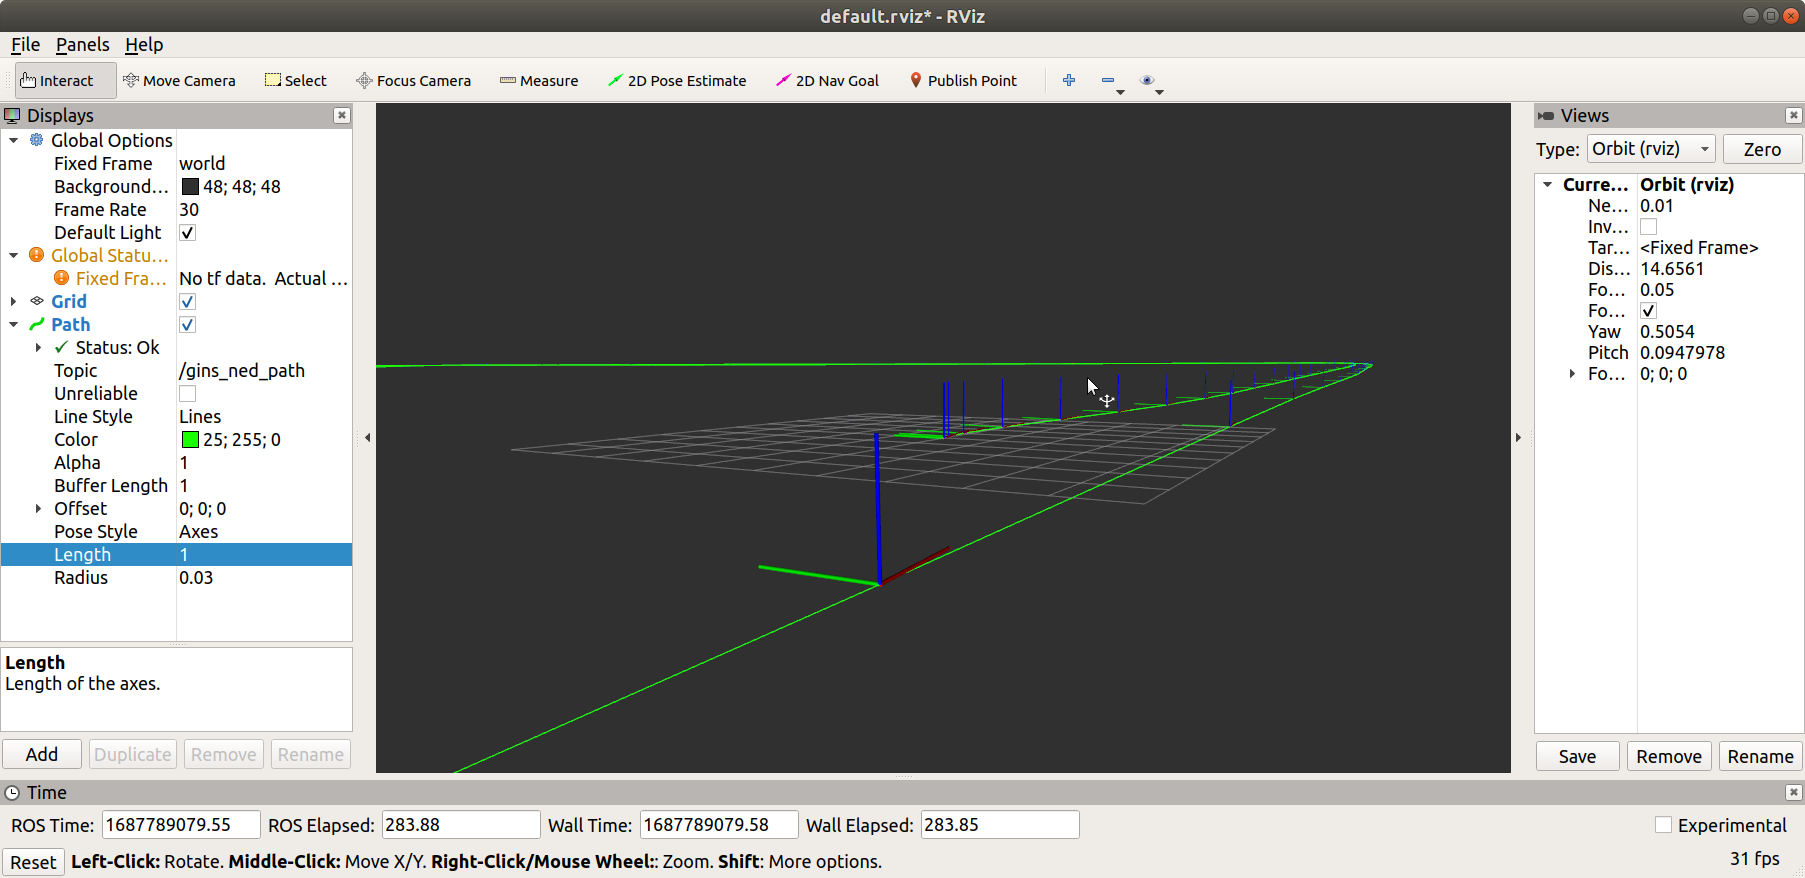 default.rviz* - RViz
File Panels Help
Interact Move Camera Select Focus Camera Measure 2D Pose Estimate 2D Nav Goal Publish Point
Displays
Global Options
Fixed Frame world
Background... 48; 48; 48
Frame Rate 30
Default Light
Global Statu...
Fixed Fra... No tf data. Actual ...
Grid
Path
Status: Ok
Topic /gins_ned_path
Unreliable
Line Style Lines
Color 25; 255; 0
Alpha 1
Buffer Length 1
Offset 0; 0; 0
Pose Style Axes
Length 1
Radius 0.03
Length
Length of the axes.
Add Duplicate Remove Rename
Views
Type: Orbit (rviz) Zero
Curre... Orbit (rviz)
Ne... 0.01
Inv...
Tar... <Fixed Frame>
Dis... 14.6561
Fo... 0.05
Fo...
Yaw 0.5054
Pitch 0.0947978
Fo... 0; 0; 0
Save Remove Rename
Time
ROS Time: 1687789079.55 ROS Elapsed: 283.88 Wall Time: 1687789079.58 Wall Elapsed: 283.85 Experimental
Reset Left-Click: Rotate. Middle-Click: Move X/Y. Right-Click/Mouse Wheel:: Zoom. Shift: More options. 31 fps